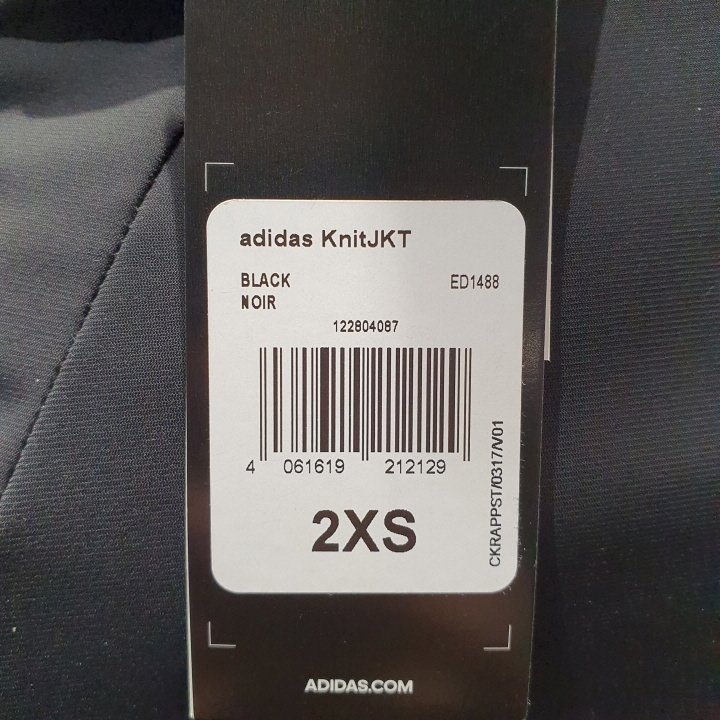 adidas KnitJKT
BLACK ED1488
NOIR
122804087
4 061619 212129
2XS
CKRAPPST/0317/V01
ADIDAS.COM